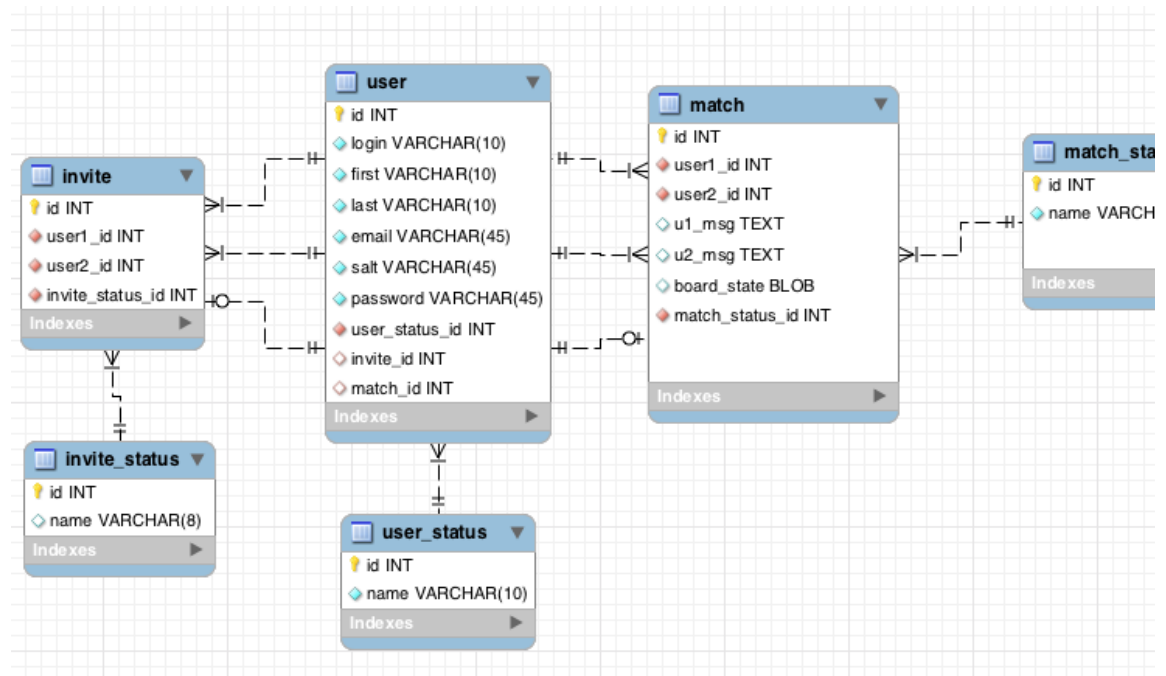 invite
id INT
user1_id INT
user2_id INT
invite_status_id INT
Indexes
invite_status
id INT
name VARCHAR(8)
Indexes
user
id INT
login VARCHAR(10)
first VARCHAR(10)
last VARCHAR(10)
email VARCHAR(45)
salt VARCHAR(45)
password VARCHAR(45)
user_status_id INT
invite_id INT
match_id INT
Indexes
user_status
id INT
name VARCHAR(10)
Indexes
match
id INT
user1_id INT
user2_id INT
u1_msg TEXT
u2_msg TEXT
board_state BLOB
match_status_id INT
Indexes
match_sta
id INT
name VARCH
Indexes